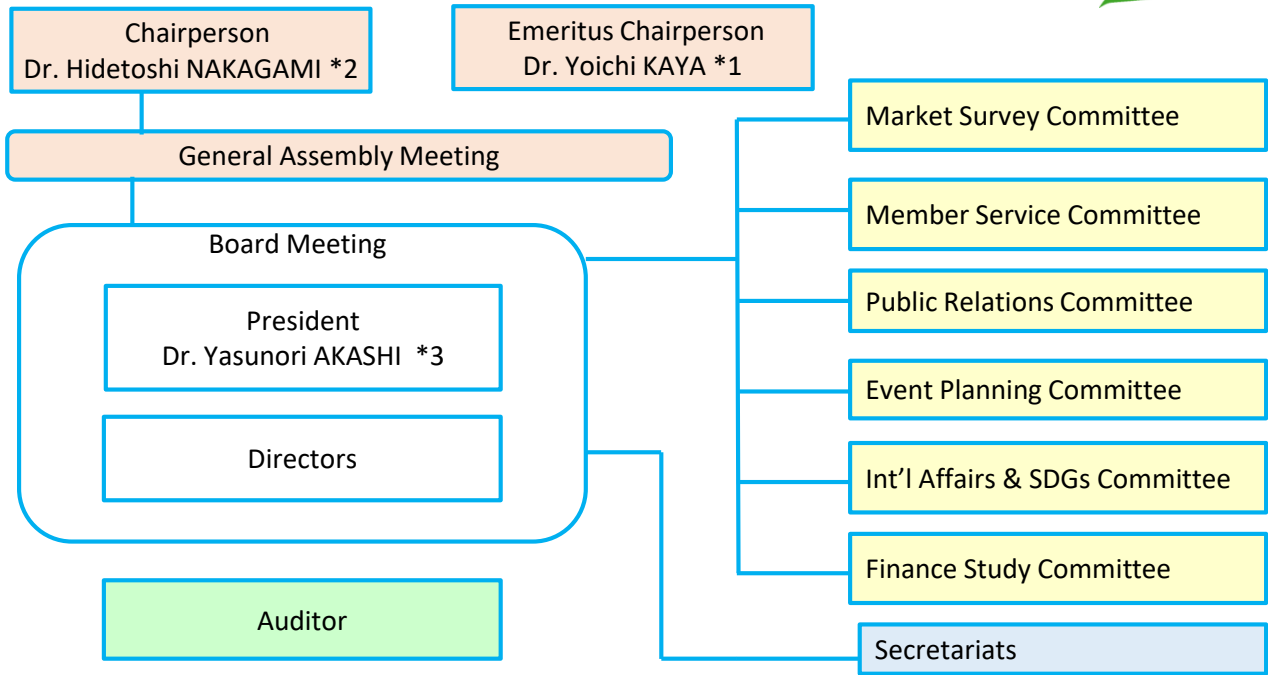 Chairperson
Dr. Hidetoshi NAKAGAMI *2
Emeritus Chairperson
Dr. Yoichi KAYA *1
General Assembly Meeting
Board Meeting
President
Dr. Yasunori AKASHI *3
Directors
Auditor
Market Survey Committee
Member Service Committee
Public Relations Committee
Event Planning Committee
Int’l Affairs & SDGs Committee
Finance Study Committee
Secretariats